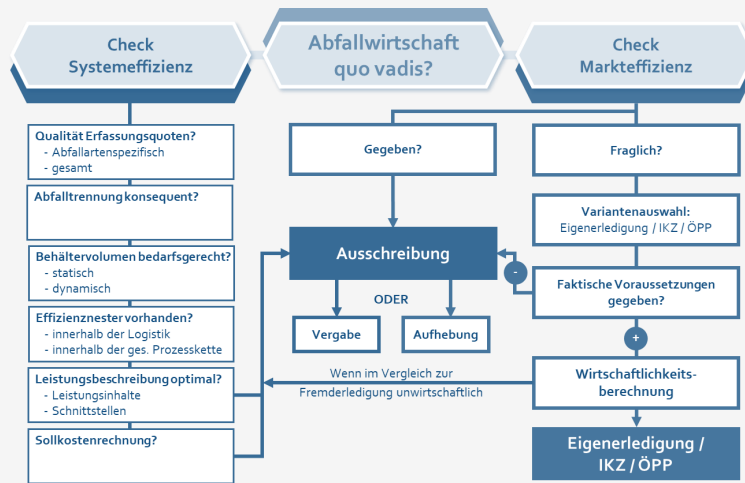 Check
Systemeffizienz
Abfallwirtschaft
quo vadis?
Check
Markteffizienz
Qualität Erfassungsquoten?
- Abfallartenspezifisch
- gesamt
Abfalltrennung konsequent?
Behältervolumen bedarfsgerecht?
- statisch
- dynamisch
Effizienznester vorhanden?
- innerhalb der Logistik
- innerhalb der ges. Prozesskette
Leistungsbeschreibung optimal?
- Leistungsinhalte
- Schnittstellen
Sollkostenrechnung?
Gegeben?
Ausschreibung
ODER
Vergabe
Aufhebung
Wenn im Vergleich zur
Fremderledigung unwirtschaftlich
Fraglich?
Variantenauswahl:
Eigenerledigung / IKZ / ÖPP
-
Faktische Voraussetzungen
gegeben?
+
Wirtschaftlichkeits-
berechnung
Eigenerledigung /
IKZ / ÖPP